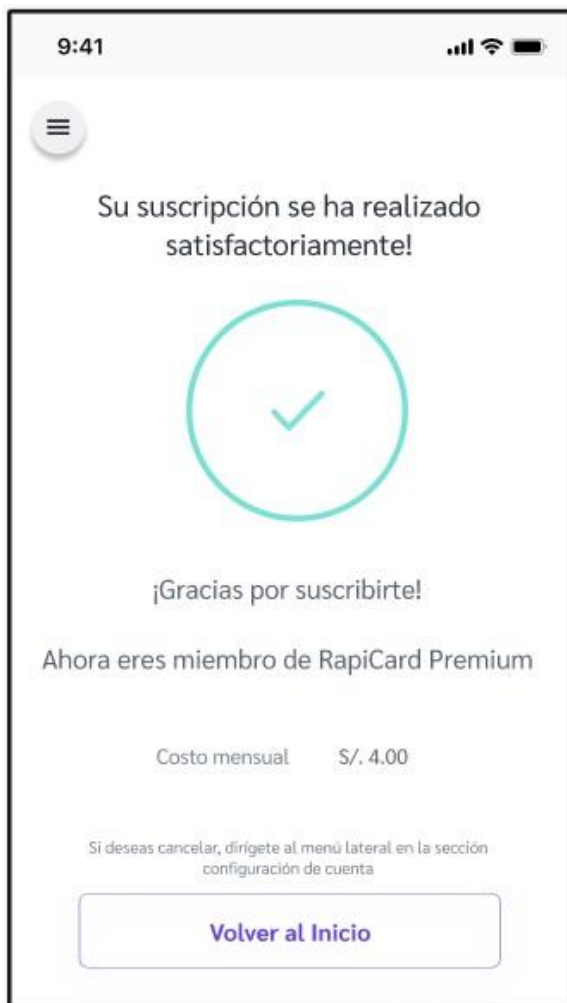 9:41
Su suscripción se ha realizado
satisfactoriamente!
¡Gracias por suscribirte!
Ahora eres miembro de RapiCard Premium
Costo mensual S/. 4.00
Si deseas cancelar, dirígete al menú lateral en la sección
configuración de cuenta
Volver al Inicio